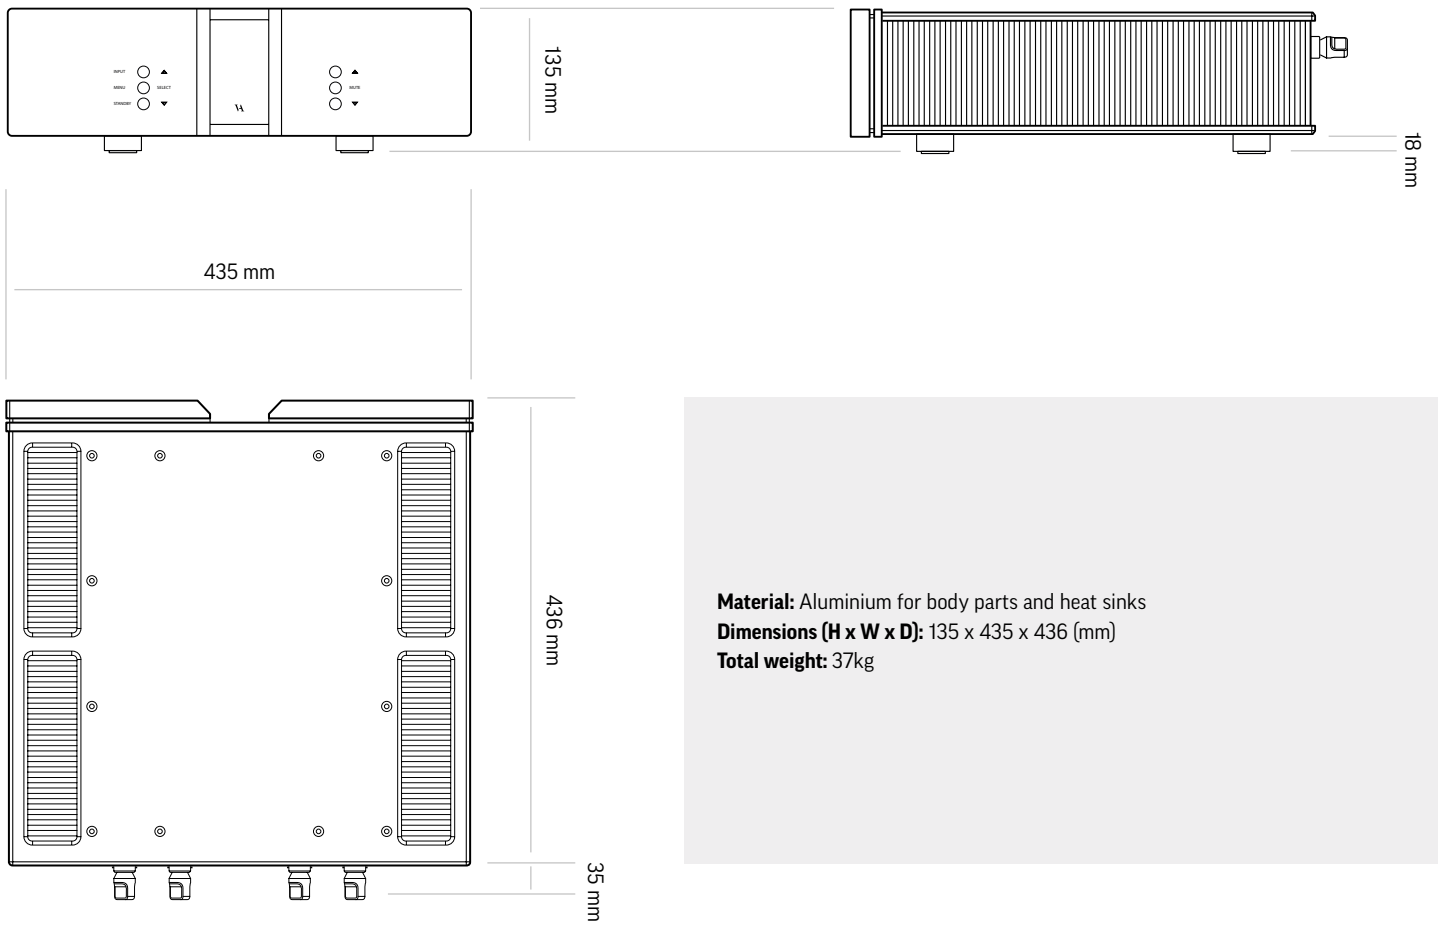 INPUT
MENU SELECT
STANDBY
MUTE
135 mm
18 mm
435 mm
436 mm
35 mm
Material: Aluminium for body parts and heat sinks
Dimensions (H x W x D): 135 x 435 x 436 (mm)
Total weight: 37kg